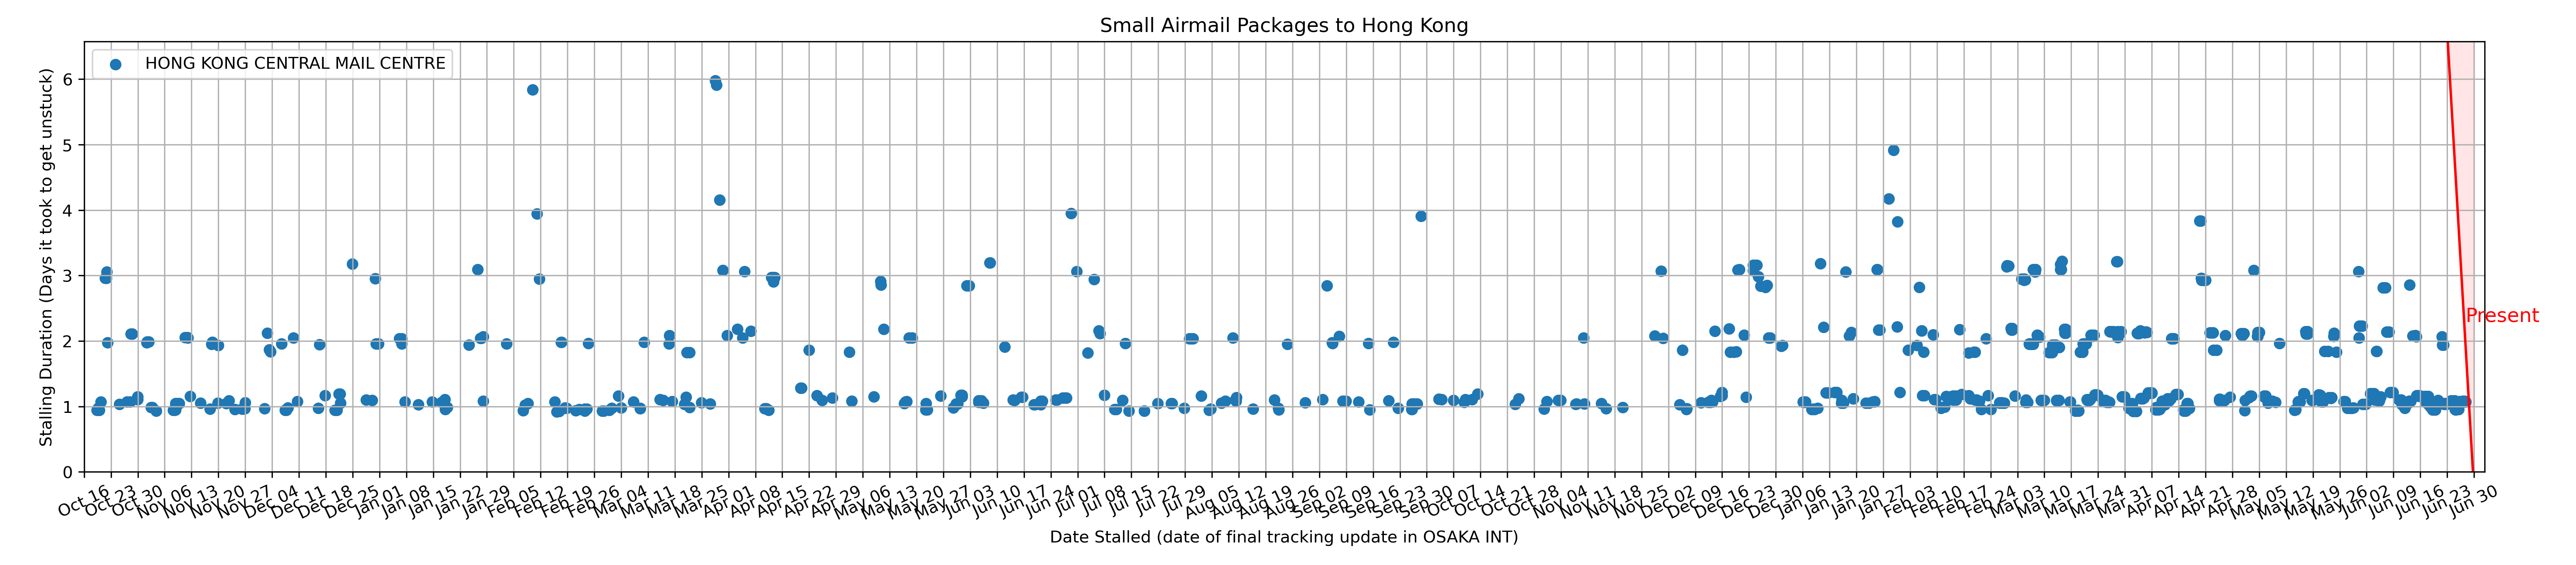 Small Airmail Packages to Hong Kong
HONG KONG CENTRAL MAIL CENTRE
Stalling Duration (Days it took to get unstuck)
6
5
4
3
2
1
0
Present
Oct 16 Oct 23 Oct 30 Nov 06 Nov 13 Nov 20 Nov 27 Dec 04 Dec 11 Dec 18 Dec 25 Jan 01 Jan 08 Jan 15 Jan 22 Jan 29 Feb 05 Feb 12 Feb 19 Feb 26 Mar 04 Mar 11 Mar 18 Mar 25 Apr 01 Apr 08 Apr 15 Apr 22 Apr 29 May 06 May 13 May 20 May 27 Jun 03 Jun 10 Jun 17 Jun 24 Jul 01 Jul 08 Jul 15 Jul 22 Jul 29 Aug 05 Aug 12 Aug 19 Aug 26 Sep 02 Sep 09 Sep 16 Sep 23 Sep 30 Oct 07 Oct 14 Oct 21 Oct 28 Nov 04 Nov 11 Nov 18 Nov 25 Dec 02 Dec 09 Dec 16 Dec 23 Dec 30 Jan 06 Jan 13 Jan 20 Jan 27 Feb 03 Feb 10 Feb 17 Feb 24 Mar 03 Mar 10 Mar 17 Mar 24 Mar 31 Apr 07 Apr 14 Apr 21 Apr 28 May 05 May 12 May 19 May 26 Jun 02 Jun 09 Jun 16 Jun 23 Jun 30
Date Stalled (date of final tracking update in OSAKA INT)